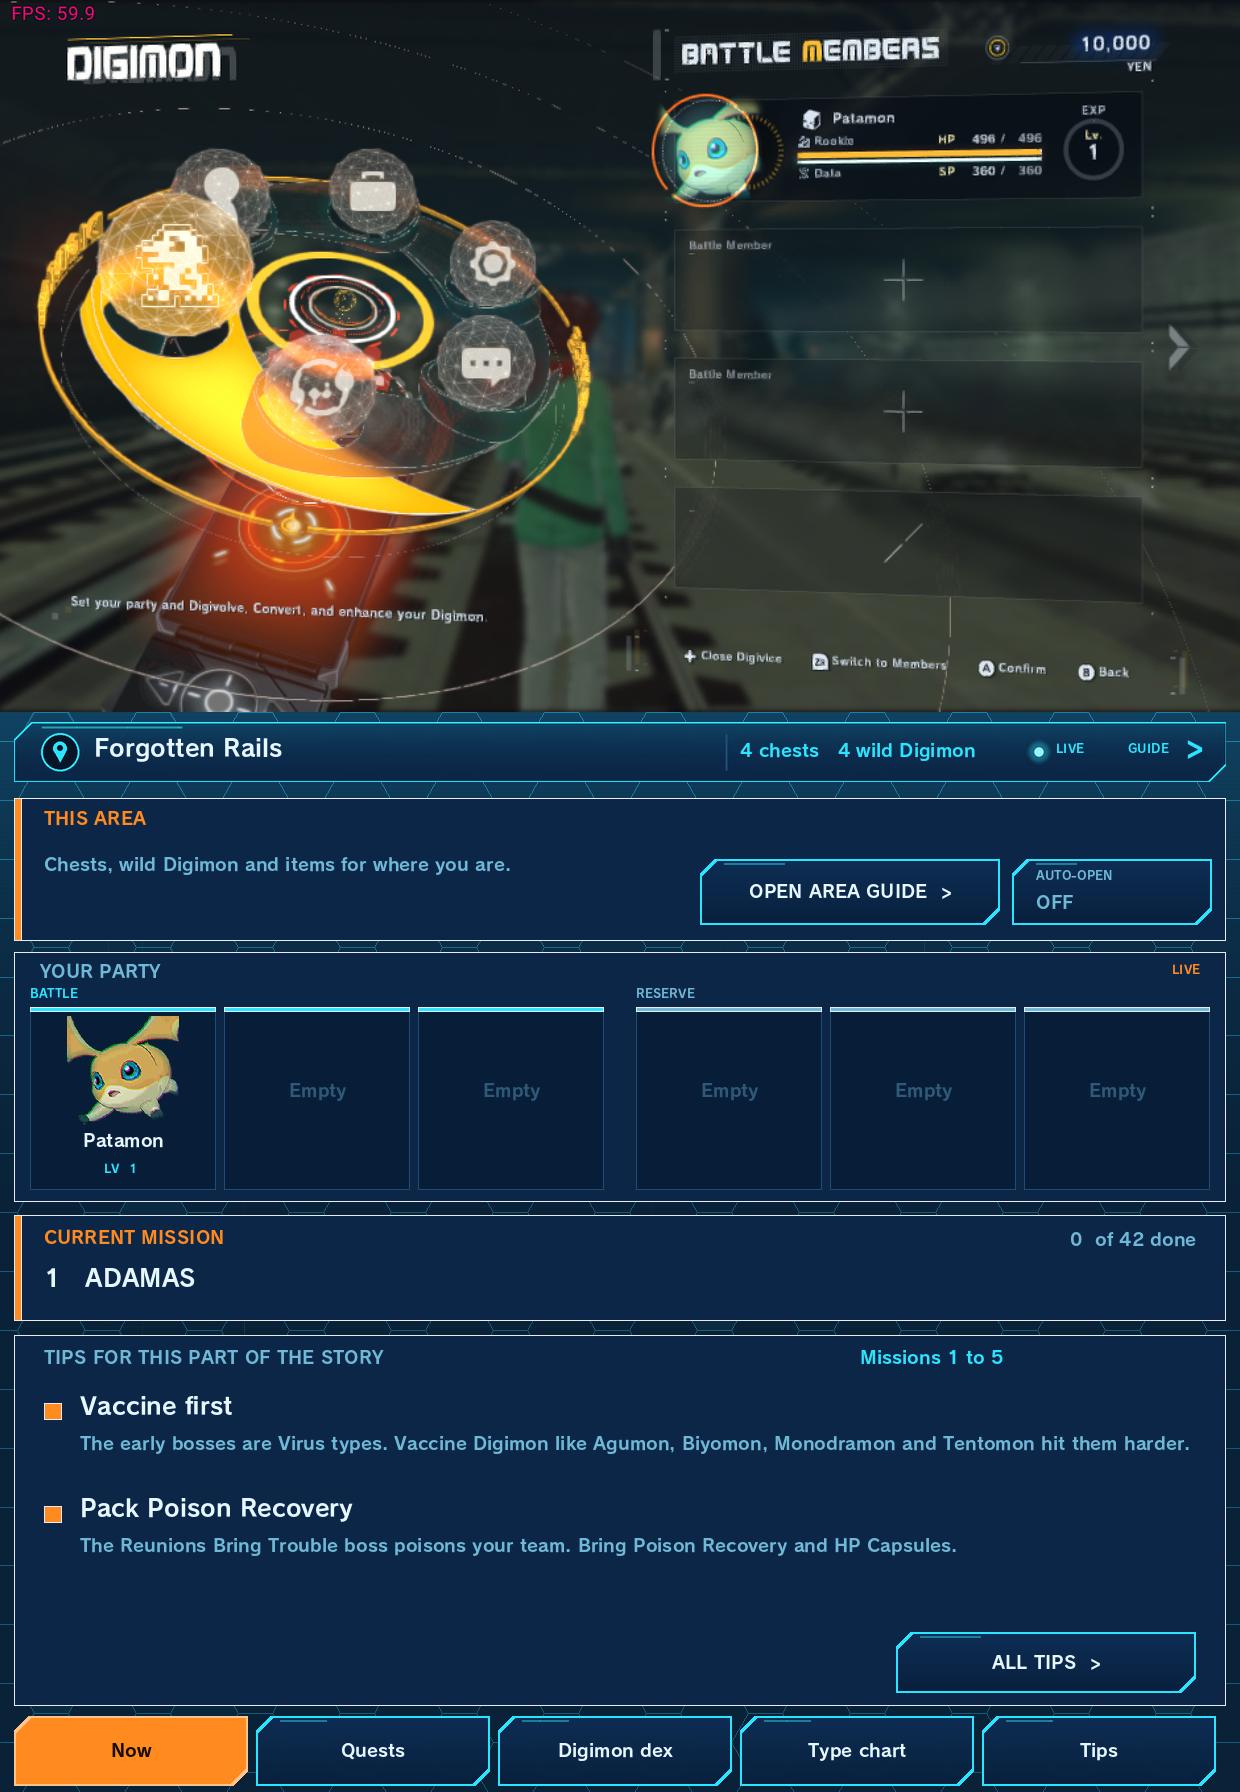 FPS: 59.9
DIGIMON
BATTLE MEMBERS
10,000
YEN
Patamon
EXP
Rookie
HP 496 / 496
Lv.
1
Data
SP 360 / 360
Battle Member
Battle Member
Set your party and Digivolve, Convert, and enhance your Digimon.
Close Digivice
ZR Switch to Members
A Confirm
B Back
Forgotten Rails
4 chests 4 wild Digimon
LIVE
GUIDE >
THIS AREA
Chests, wild Digimon and items for where you are.
OPEN AREA GUIDE >
AUTO-OPEN
OFF
YOUR PARTY
LIVE
BATTLE
RESERVE
Patamon
LV 1
Empty
Empty
Empty
Empty
Empty
CURRENT MISSION
0 of 42 done
1 ADAMAS
TIPS FOR THIS PART OF THE STORY
Missions 1 to 5
Vaccine first
The early bosses are Virus types. Vaccine Digimon like Agumon, Biyomon, Monodramon and Tentomon hit them harder.
Pack Poison Recovery
The Reunions Bring Trouble boss poisons your team. Bring Poison Recovery and HP Capsules.
ALL TIPS >
Now
Quests
Digimon dex
Type chart
Tips